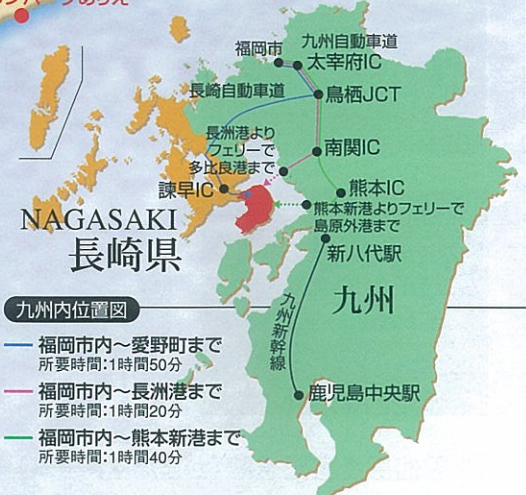 福岡市
九州自動車道
太宰府IC
長崎自動車道
鳥栖JCT
長洲港より
フェリーで
多比良港まで
南関IC
諫早IC
熊本IC
熊本新港よりフェリーで
島原外港まで
NAGASAKI
長崎県
新八代駅
九州
九州内位置図
九州新幹線
福岡市内~愛野町まで
所要時間:1時間50分
福岡市内~長洲港まで
所要時間:1時間20分
福岡市内~熊本新港まで
所要時間:1時間40分
鹿児島中央駅